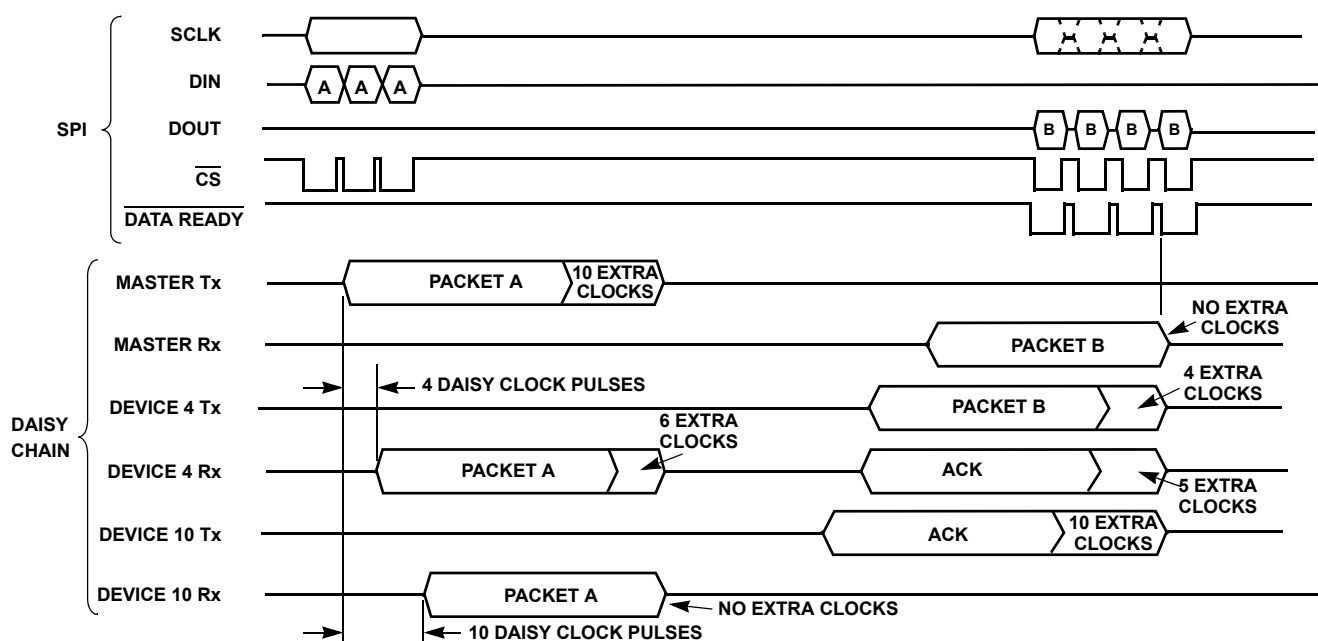 SPI
SCLK
DIN
A A A
DOUT
B B B B
CS
DATA READY
DAISY
CHAIN
MASTER Tx
PACKET A
10 EXTRA
CLOCKS
MASTER Rx
PACKET B
NO EXTRA
CLOCKS
4 DAISY CLOCK PULSES
DEVICE 4 Tx
PACKET B
4 EXTRA
CLOCKS
DEVICE 4 Rx
PACKET A
6 EXTRA
CLOCKS
ACK
5 EXTRA
CLOCKS
DEVICE 10 Tx
ACK
10 EXTRA
CLOCKS
DEVICE 10 Rx
PACKET A
NO EXTRA CLOCKS
10 DAISY CLOCK PULSES